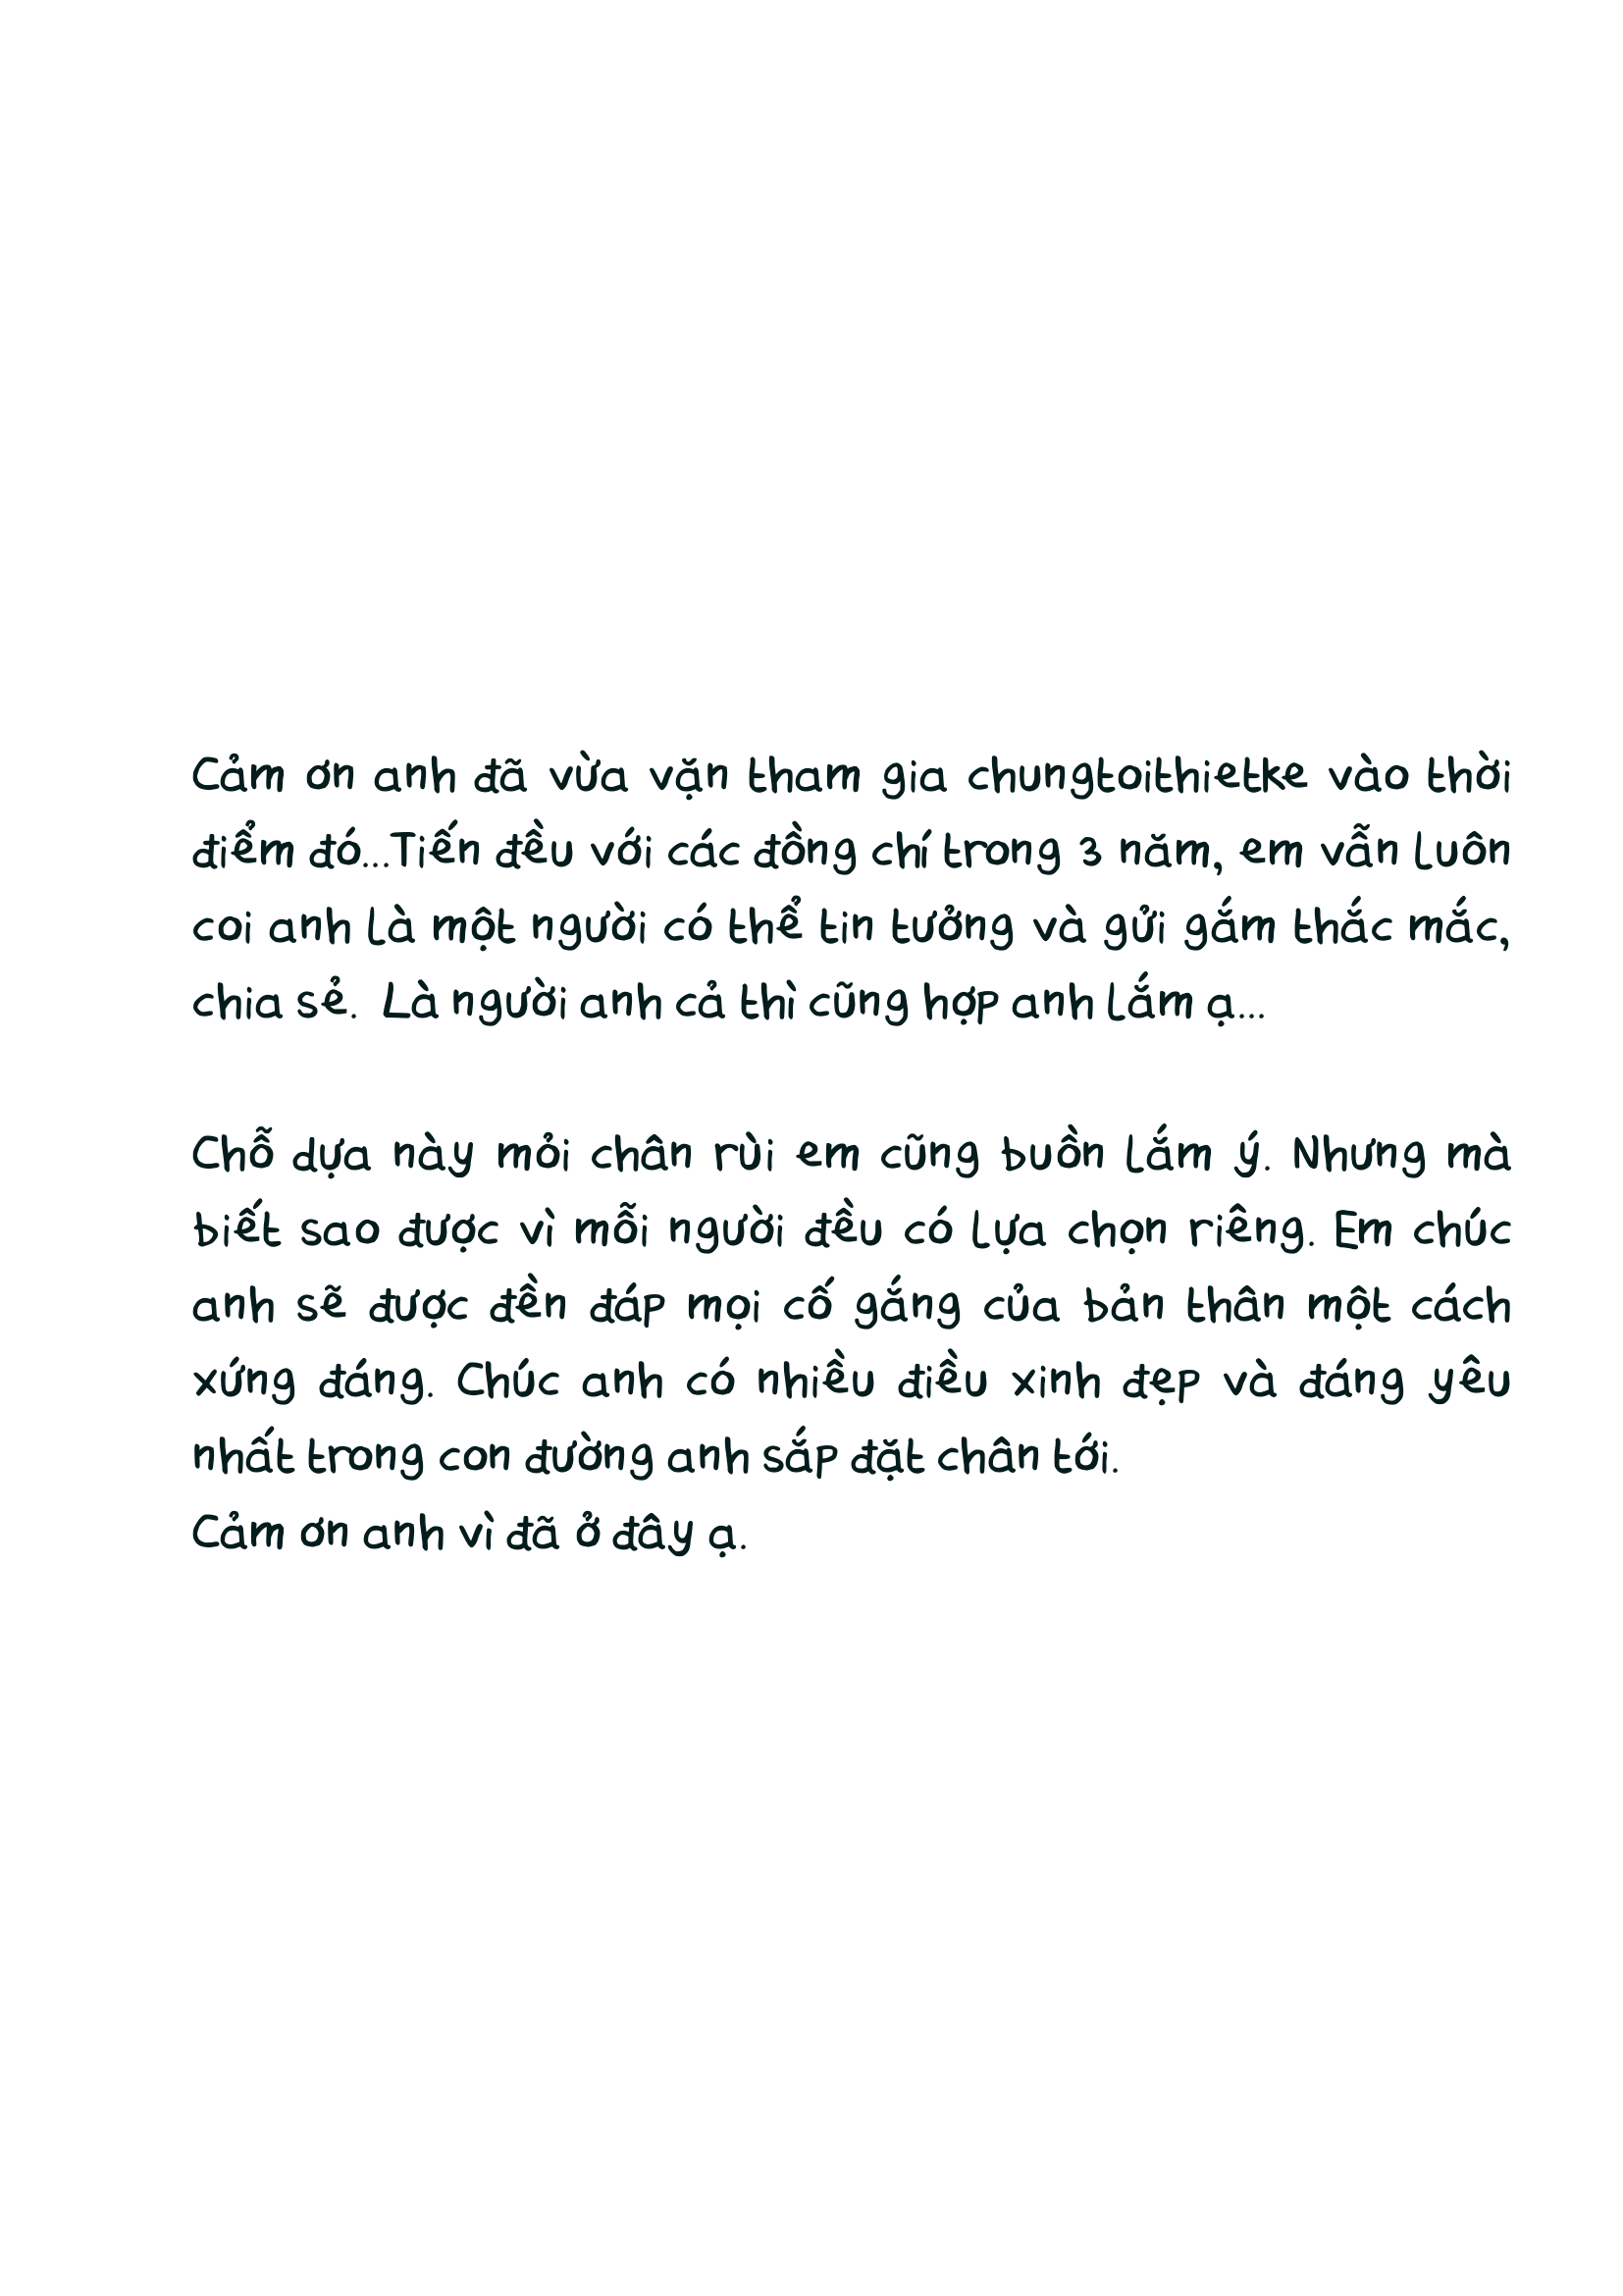 Cảm ơn anh đã vừa vặn tham gia chungtoithietke vào thời
điểm đó...Tiến đều với các đồng chí trong 3 năm, em vẫn luôn
coi anh là một người có thể tin tưởng và gửi gắm thắc mắc,
chia sẻ.  Là người anh cả thì cũng hợp anh lắm ạ...
Chỗ dựa này mỏi chân rùi em cũng buồn lắm ý. Nhưng mà
biết sao được vì mỗi người đều có lựa chọn riêng. Em chúc
anh sẽ được đền đáp mọi cố gắng của bản thân một cách
xứng đáng. Chúc anh có nhiều điều xinh đẹp và đáng yêu
nhất trong con đường anh sắp đặt chân tới.
Cảm ơn anh vì đã ở đây ạ.